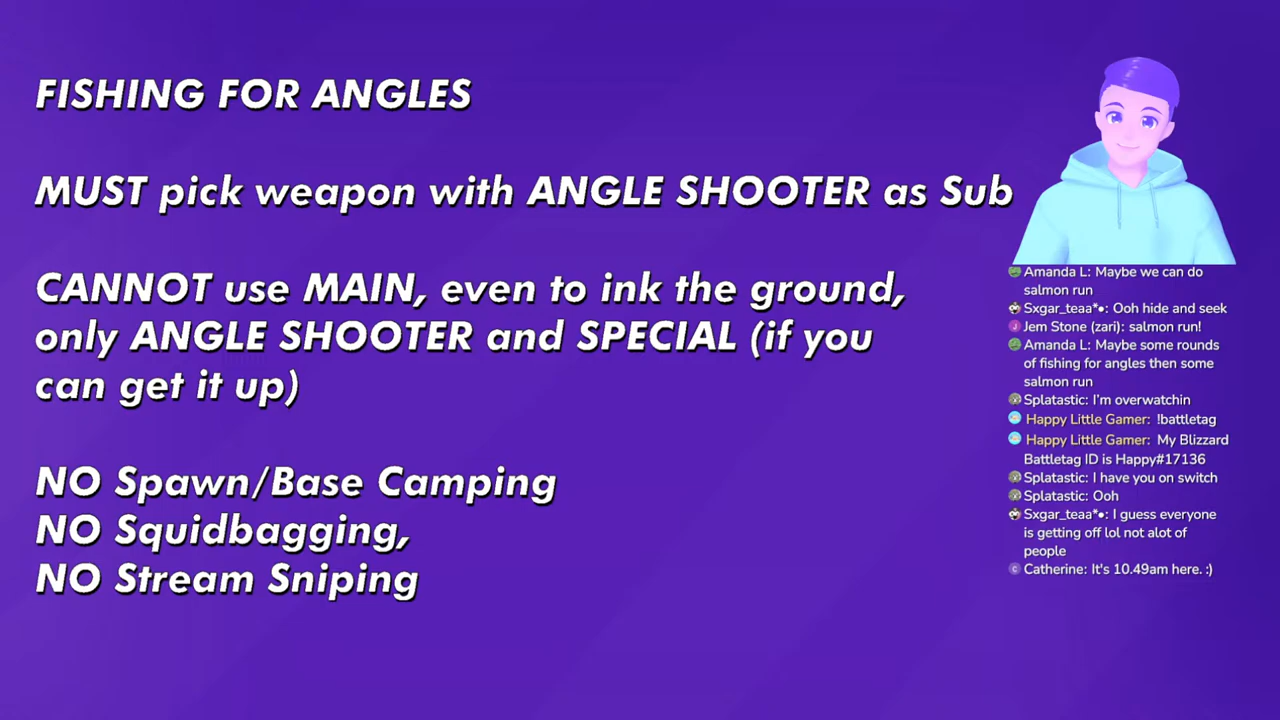 FISHING FOR ANGLES
MUST pick weapon with ANGLE SHOOTER as Sub
CANNOT use MAIN, even to ink the ground,
only ANGLE SHOOTER and SPECIAL (if you
can get it up)
NO Spawn/Base Camping
NO Squidbagging,
NO Stream Sniping
Amanda L: Maybe we can do
salmon run
Sxgar_teaa*•: Ooh hide and seek
J Jem Stone (zari): salmon run!
Amanda L: Maybe some rounds
of fishing for angles then some
salmon run
Splatastic: I'm overwatchin
Happy Little Gamer: !battletag
Happy Little Gamer: My Blizzard
Battletag ID is Happy#17136
Splatastic: I have you on switch
Splatastic: Ooh
Sxgar_teaa*•: I guess everyone
is getting off lol not alot of
people
C Catherine: It's 10.49am here. :)